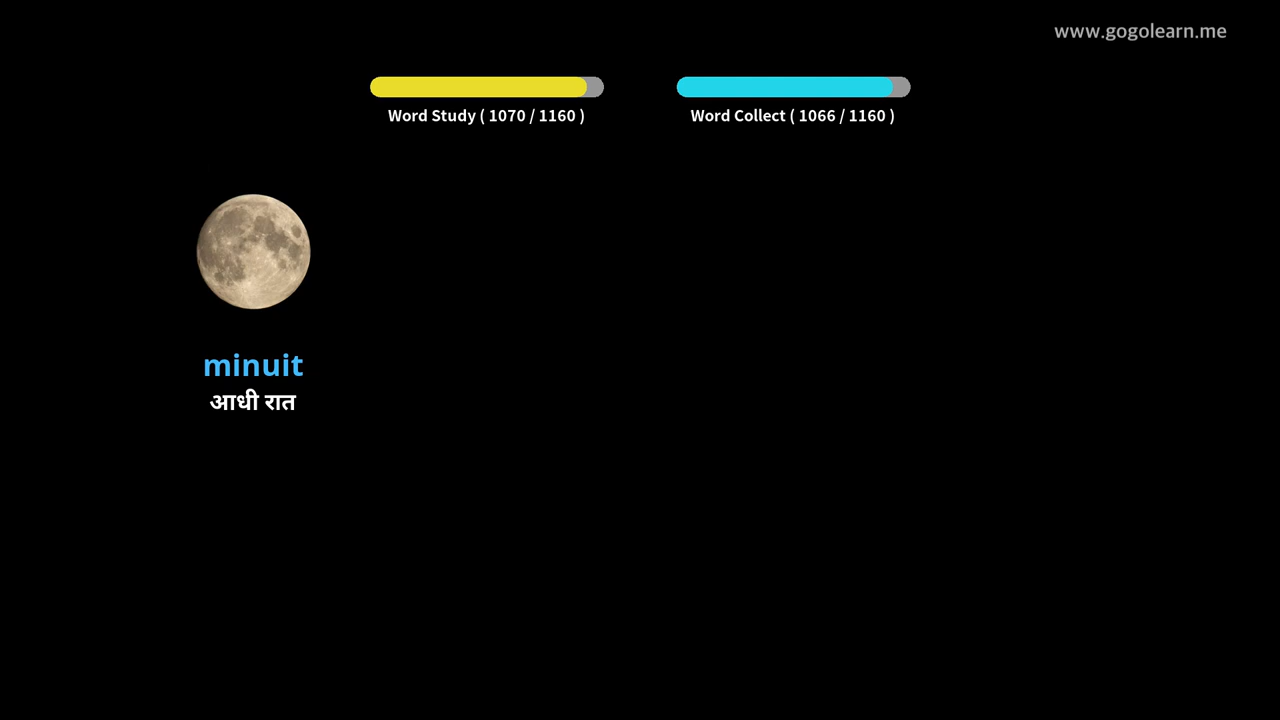 www.gogolearn.me
Word Study ( 1070 / 1160 )
Word Collect ( 1066 / 1160 )
minuit
आधी रात